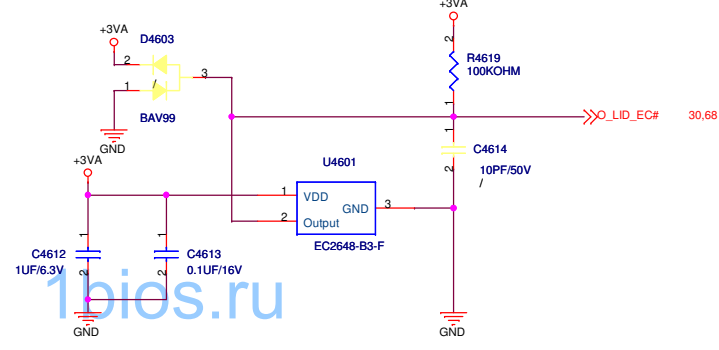 +3VA
+3VA
D4603
2
1
3
/
BAV99
GND
2
R4619
100KOHM
1
O_LID_EC# 30,68
1
C4614
2
10PF/50V
/
+3VA
U4601
1
VDD
GND
3
2
Output
EC2648-B3-F
1
C4612
2
1UF/6.3V
1
C4613
2
0.1UF/16V
1bios.ru
GND
GND